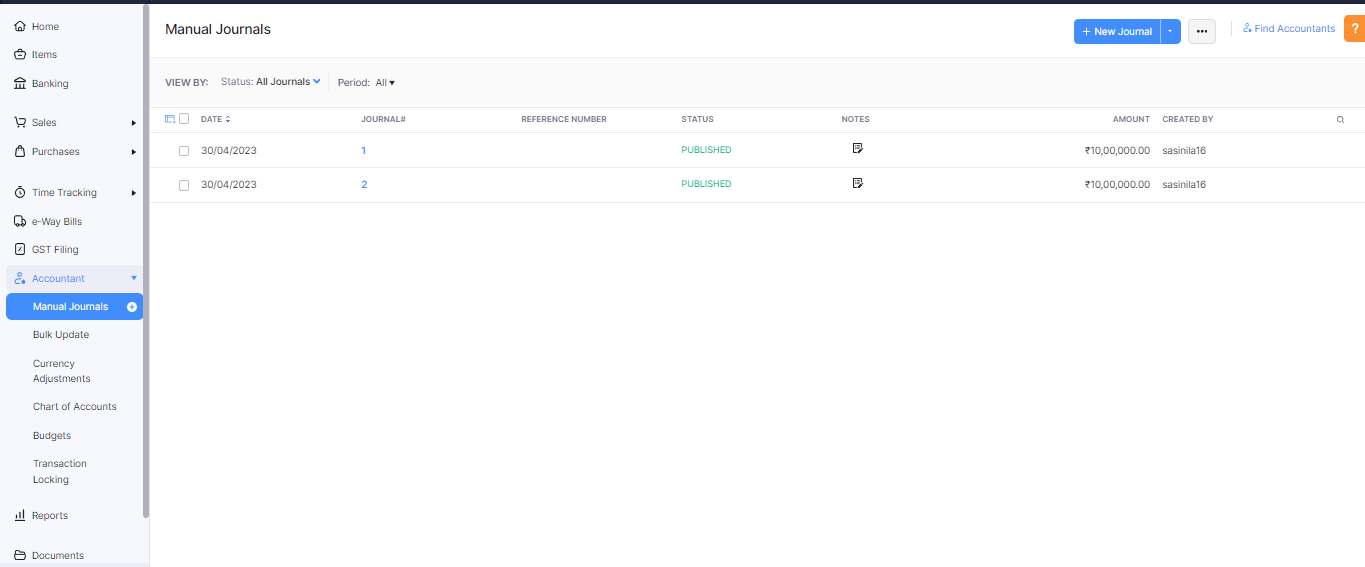 Home
Items
Banking
Sales
Purchases
Time Tracking
e-Way Bills
GST Filing
Accountant
Manual Journals
Bulk Update
Currency
Adjustments
Chart of Accounts
Budgets
Transaction
Locking
Reports
Documents
Manual Journals
+ New Journal
Find Accountants
?
VIEW BY: Status: All Journals Period: All
DATE JOURNAL# REFERENCE NUMBER STATUS NOTES AMOUNT CREATED BY
30/04/2023 1 PUBLISHED ₹10,00,000.00 sasinila16
30/04/2023 2 PUBLISHED ₹10,00,000.00 sasinila16